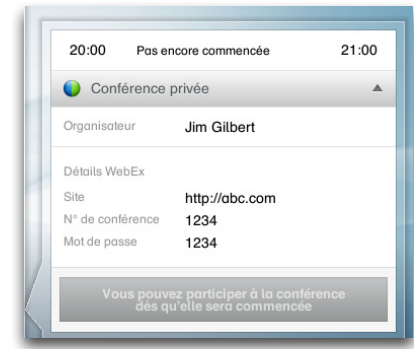 20:00 Pas encore commencée 21:00
Conférence privée
Organisateur Jim Gilbert
Détails WebEx
Site http://abc.com
N° de conférence 1234
Mot de passe 1234
Vous pouvez participer à la conférence
dès qu'elle sera commencée